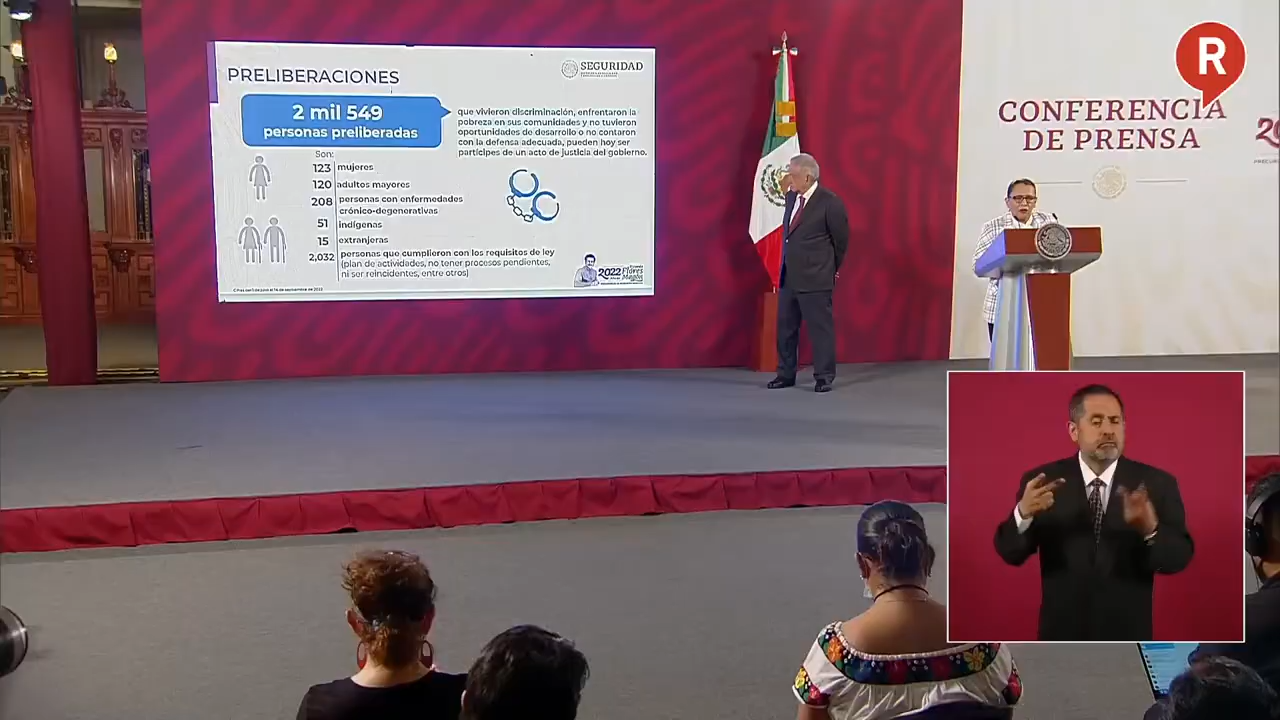 PRELIBERACIONES
SEGURIDAD
2 mil 549
personas preliberadas
que vivieron discriminación, enfrentaron la
pobreza en sus comunidades y no tuvieron
oportunidades de desarrollo o no contaron
con la defensa adecuada, pueden hoy ser
partícipes de un acto de justicia del gobierno.
Son:
123 mujeres
120 adultos mayores
208 personas con enfermedades
crónico-degenerativas
51 indígenas
15 extranjeras
2,032 personas que cumplieron con los requisitos de ley
(plan de actividades, no tener procesos pendientes,
ni ser reincidentes, entre otros)
2022 Flores
Magón
R
CONFERENCIA
DE PRENSA